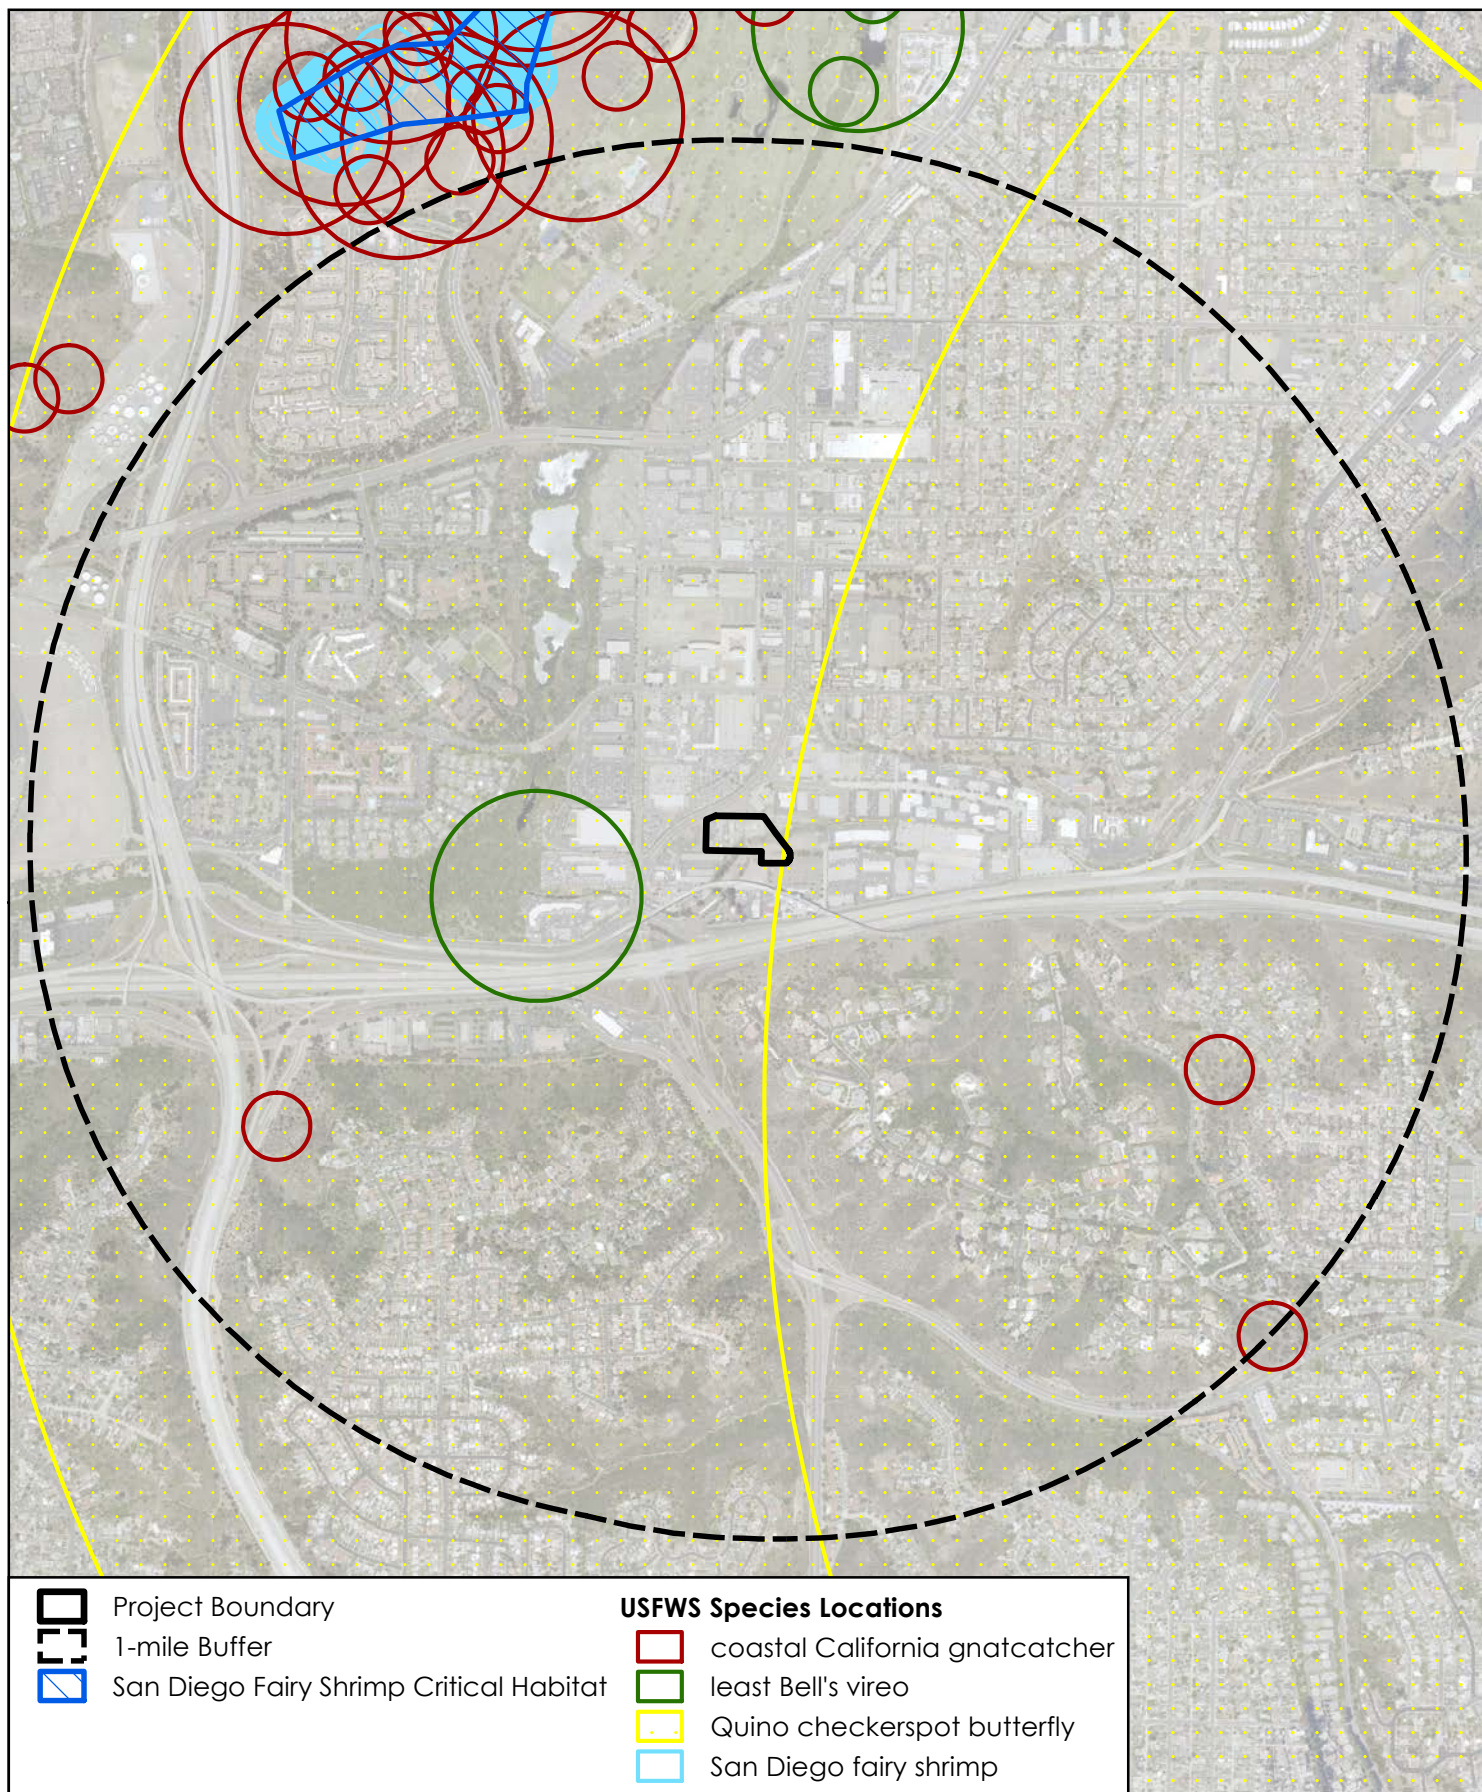 Project Boundary
1-mile Buffer
San Diego Fairy Shrimp Critical Habitat
USFWS Species Locations
coastal California gnatcatcher
least Bell's vireo
Quino checkerspot butterfly
San Diego fairy shrimp